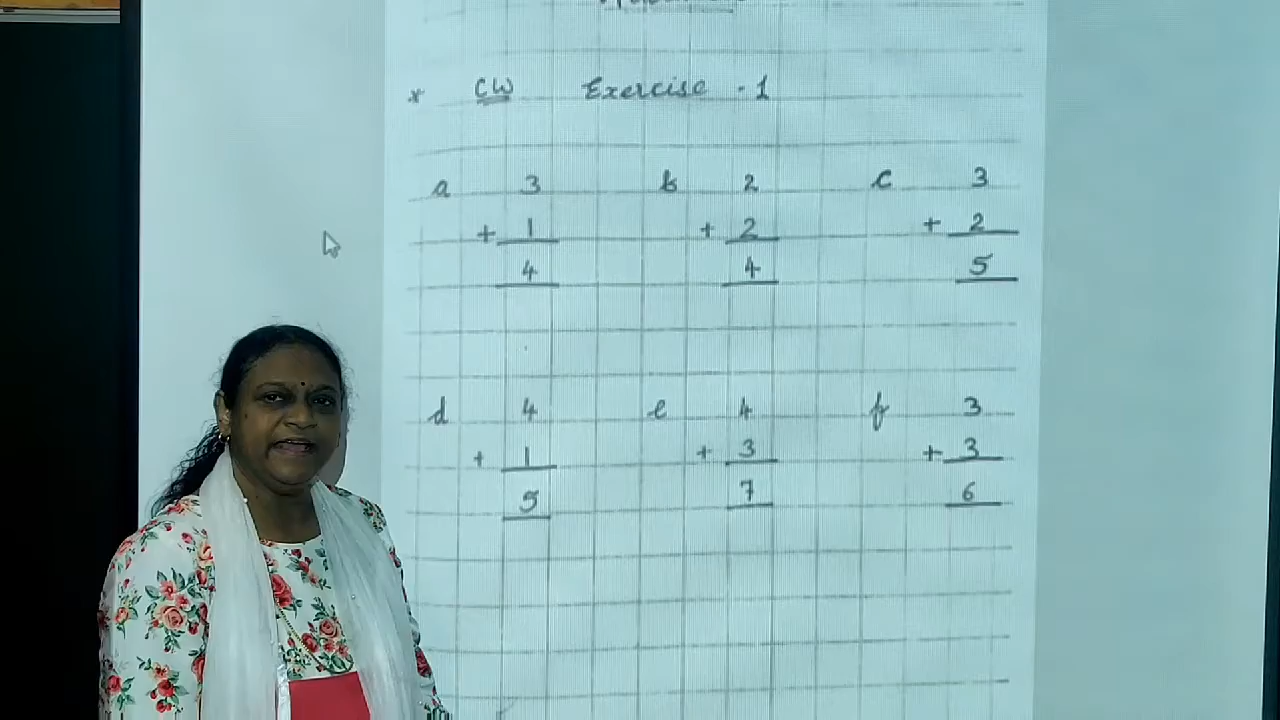 * CW Exercise - 1
a 3 b 2 c 3
+ 1 + 2 + 2
4 4 5
d 4 e 4 f 3
+ 1 + 3 + 3
5 7 6